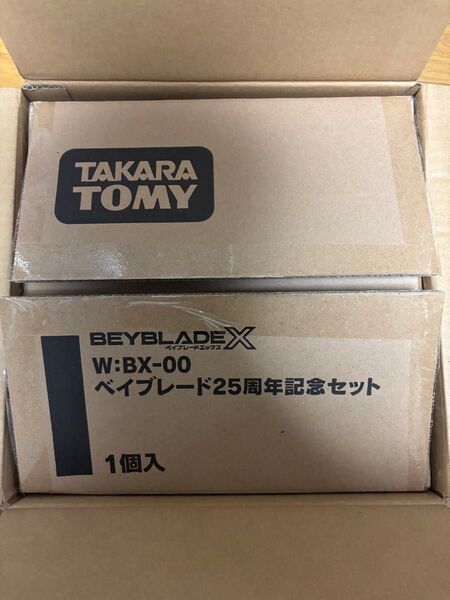 TAKARA
TOMY
BEYBLADE X
ベイブレードエックス
W:BX-00
ベイブレード25周年記念セット
1個入